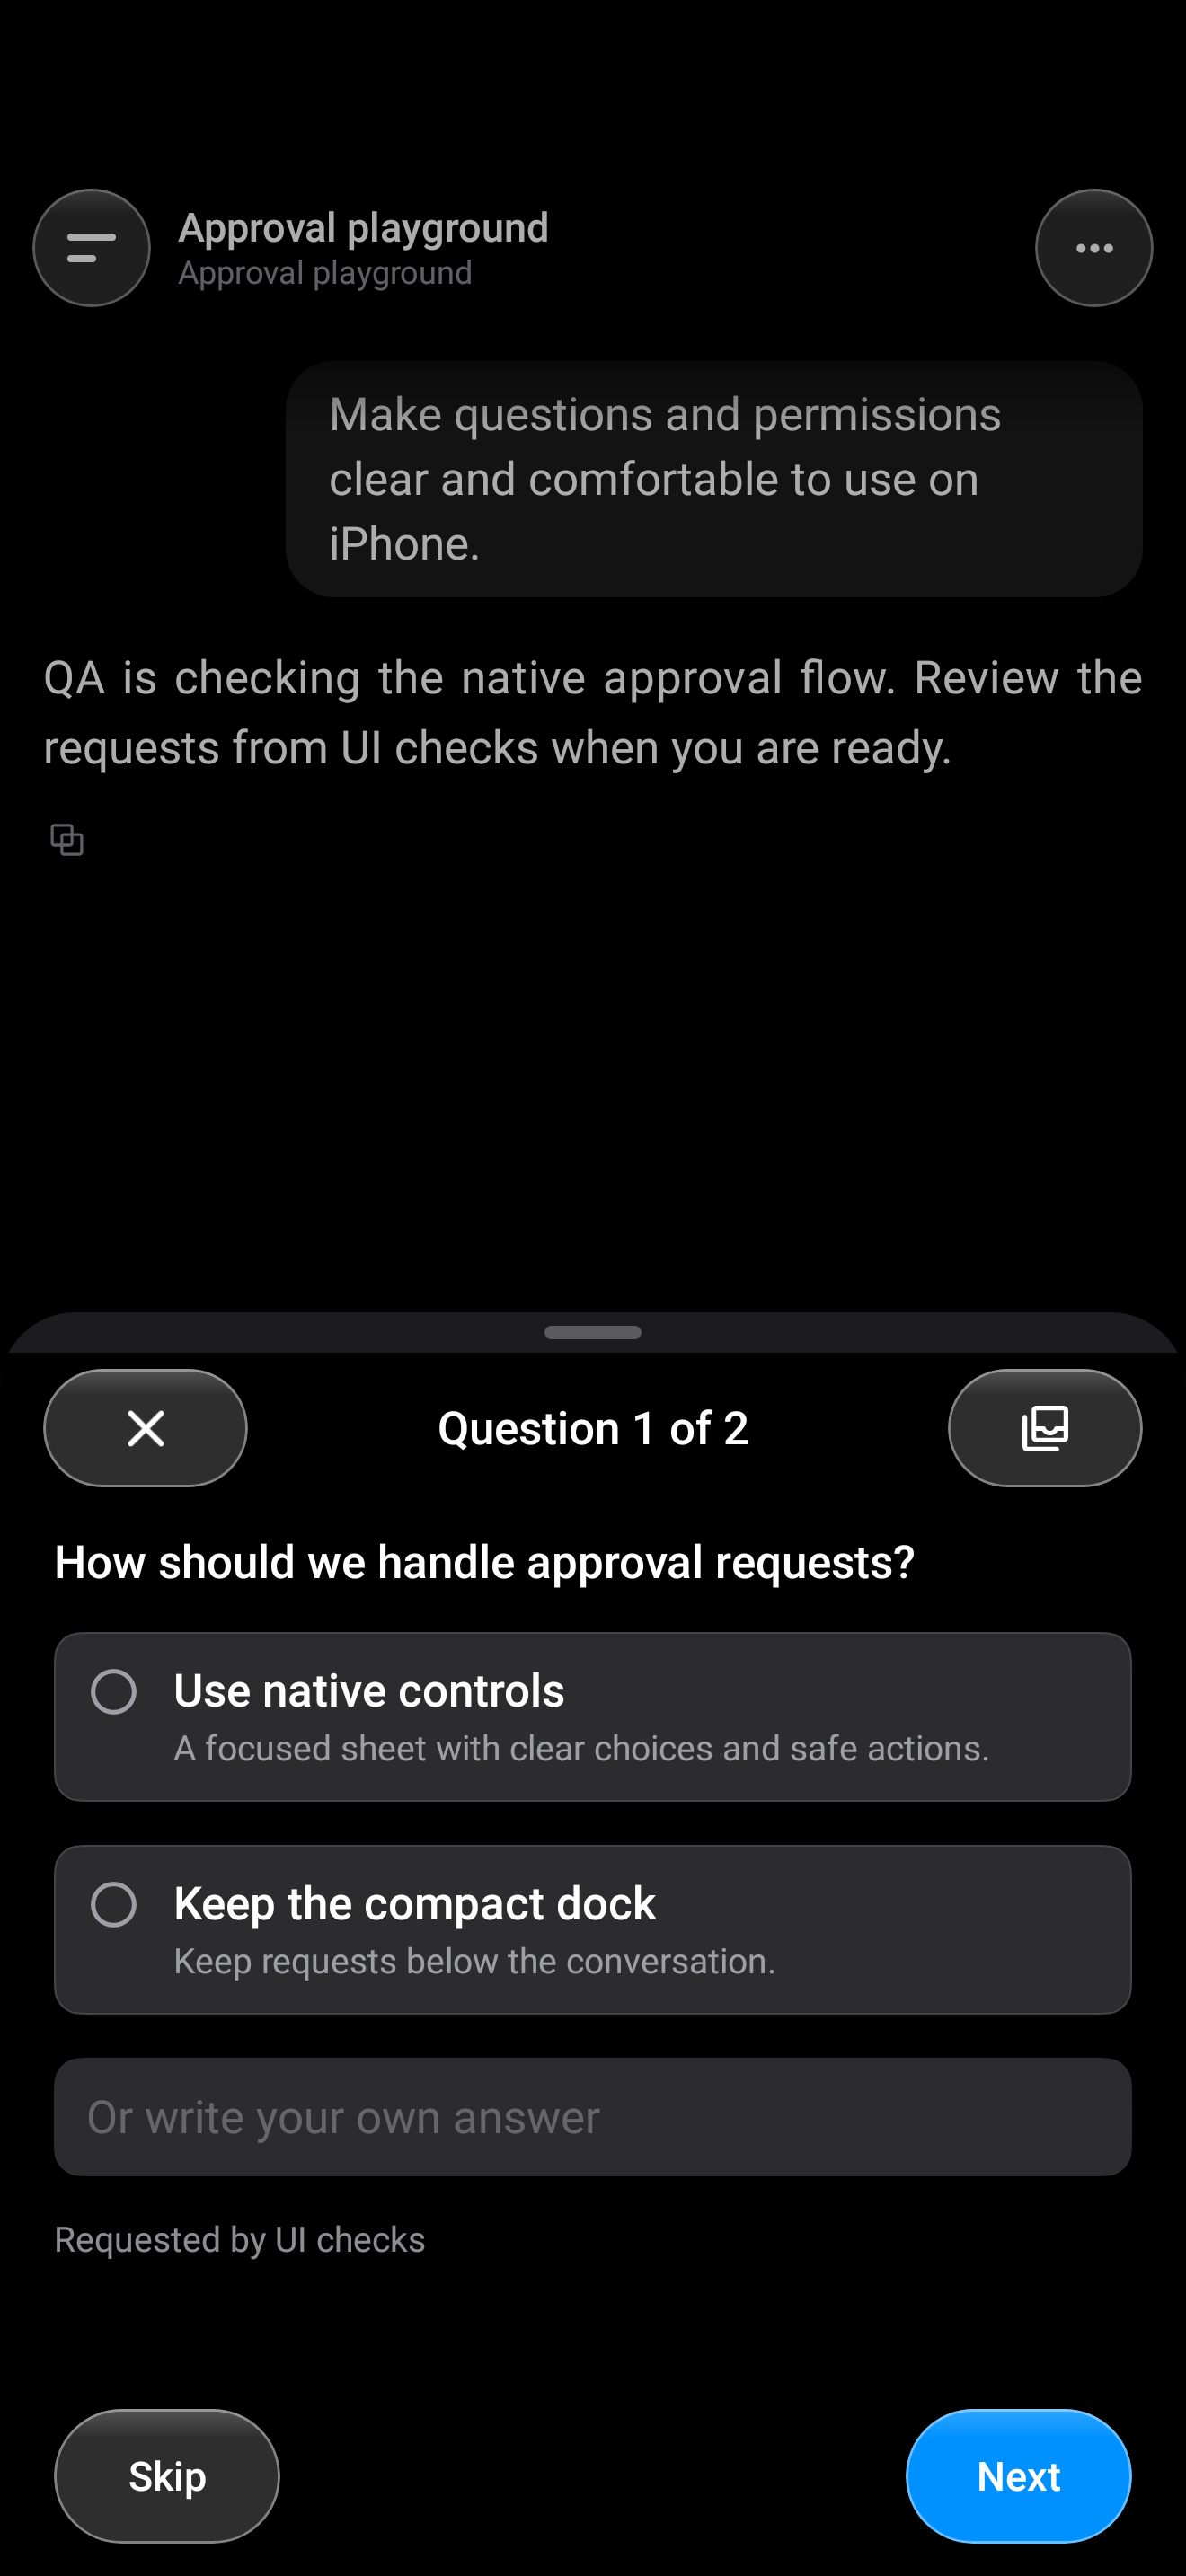 Approval playground
Approval playground
Make questions and permissions
clear and comfortable to use on
iPhone.
QA is checking the native approval flow. Review the
requests from UI checks when you are ready.
Question 1 of 2
How should we handle approval requests?
Use native controls
A focused sheet with clear choices and safe actions.
Keep the compact dock
Keep requests below the conversation.
Or write your own answer
Requested by UI checks
Skip
Next